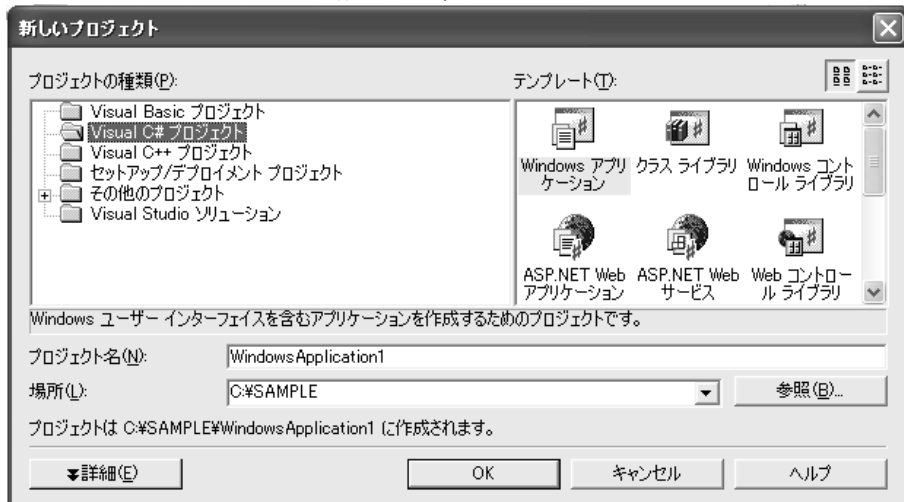 新しいプロジェクト
プロジェクトの種類(P):
テンプレート(T):
Visual Basic プロジェクト
Visual C# プロジェクト
Visual C++ プロジェクト
セットアップ/デプロイメント プロジェクト
その他のプロジェクト
Visual Studio ソリューション
Windows アプリ
ケーション
クラス ライブラリ
Windows コント
ロール ライブラリ
ASP.NET Web
アプリケーション
ASP.NET Web
サービス
Web コントロー
ル ライブラリ
Windows ユーザー インターフェイスを含むアプリケーションを作成するためのプロジェクトです。
プロジェクト名(N):
WindowsApplication1
場所(L):
C:¥SAMPLE
参照(B)...
プロジェクトは C:¥SAMPLE¥WindowsApplication1 に作成されます。
詳細(E)
OK
キャンセル
ヘルプ